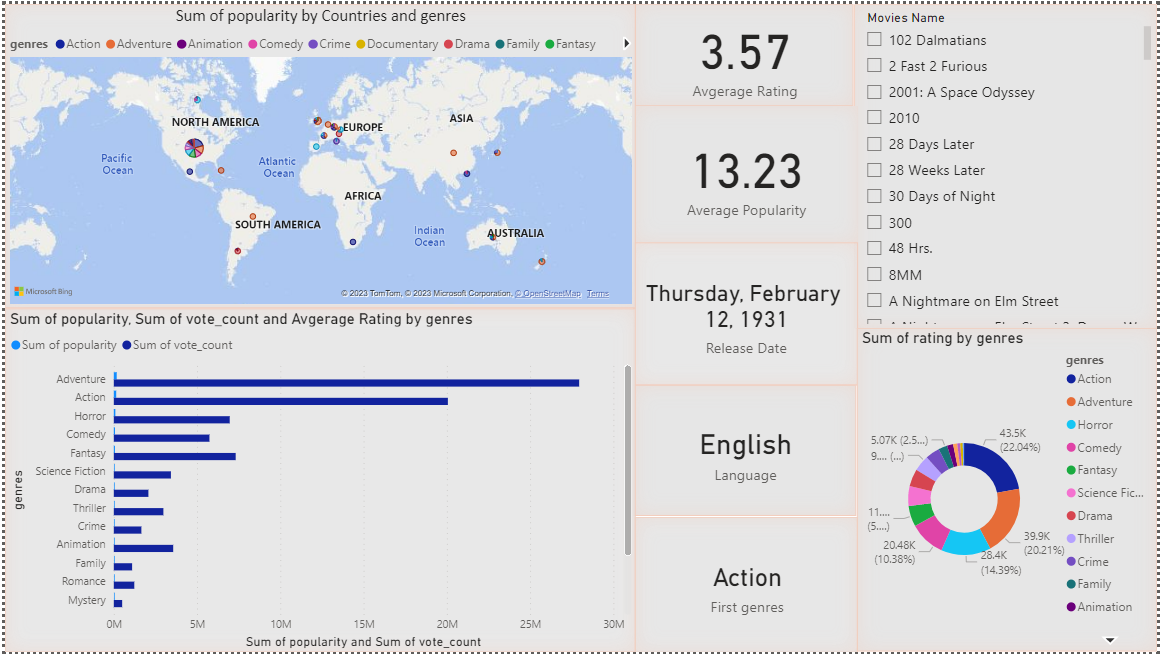 Sum of popularity by Countries and genres
genres Action Adventure Animation Comedy Crime Documentary Drama Family Fantasy
NORTH AMERICA
EUROPE
ASIA
Pacific
Ocean
Atlantic
Ocean
AFRICA
SOUTH AMERICA
Indian
Ocean
AUSTRALIA
Microsoft Bing
© 2023 TomTom, © 2023 Microsoft Corporation, © OpenStreetMap Terms
Sum of popularity, Sum of vote_count and Avgerage Rating by genres
Sum of popularity Sum of vote_count
genres
Adventure
Action
Horror
Comedy
Fantasy
Science Fiction
Drama
Thriller
Crime
Animation
Family
Romance
Mystery
0M 5M 10M 15M 20M 25M 30M
Sum of popularity and Sum of vote_count
3.57
Avgerage Rating
13.23
Average Popularity
Thursday, February
12, 1931
Release Date
English
Language
Action
First genres
Movies Name
102 Dalmatians
2 Fast 2 Furious
2001: A Space Odyssey
2010
28 Days Later
28 Weeks Later
30 Days of Night
300
48 Hrs.
8MM
A Nightmare on Elm Street
Sum of rating by genres
43.5K
(22.04%)
39.9K
(20.21%)
28.4K
(14.39%)
20.48K
(10.38%)
11....
(5....)
9.... (...)
5.07K (2.5...)
genres
Action
Adventure
Horror
Comedy
Fantasy
Science Fic...
Drama
Thriller
Crime
Family
Animation